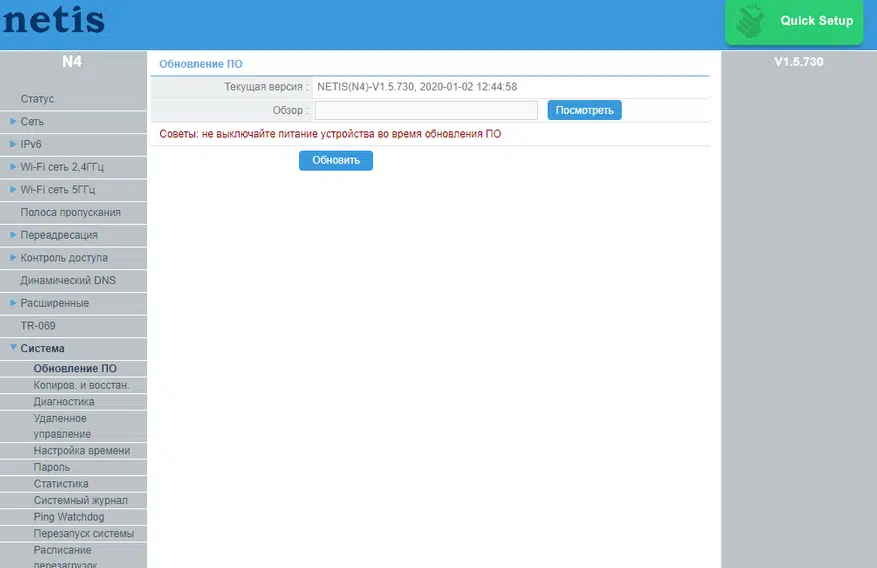 netis
Quick Setup
N4
V1.5.730
Статус
Сеть
IPv6
Wi-Fi сеть 2,4ГГц
Wi-Fi сеть 5ГГц
Полоса пропускания
Переадресация
Контроль доступа
Динамический DNS
Расширенные
TR-069
Система
Обновление ПО
Копиров. и восстан.
Диагностика
Удаленное
управление
Настройка времени
Пароль
Статистика
Системный журнал
Ping Watchdog
Перезапуск системы
Расписание
перезагрузок
Обновление ПО
Текущая версия : NETIS(N4)-V1.5.730, 2020-01-02 12:44:58
Обзор : Посмотреть
Советы: не выключайте питание устройства во время обновления ПО
Обновить